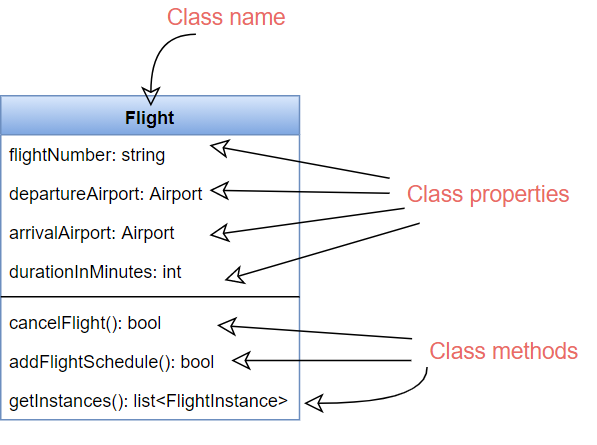 Class name
Flight
flightNumber: string
departureAirport: Airport
arrivalAirport: Airport
durationInMinutes: int
Class properties
cancelFlight(): bool
addFlightSchedule(): bool
getInstances(): list<FlightInstance>
Class methods